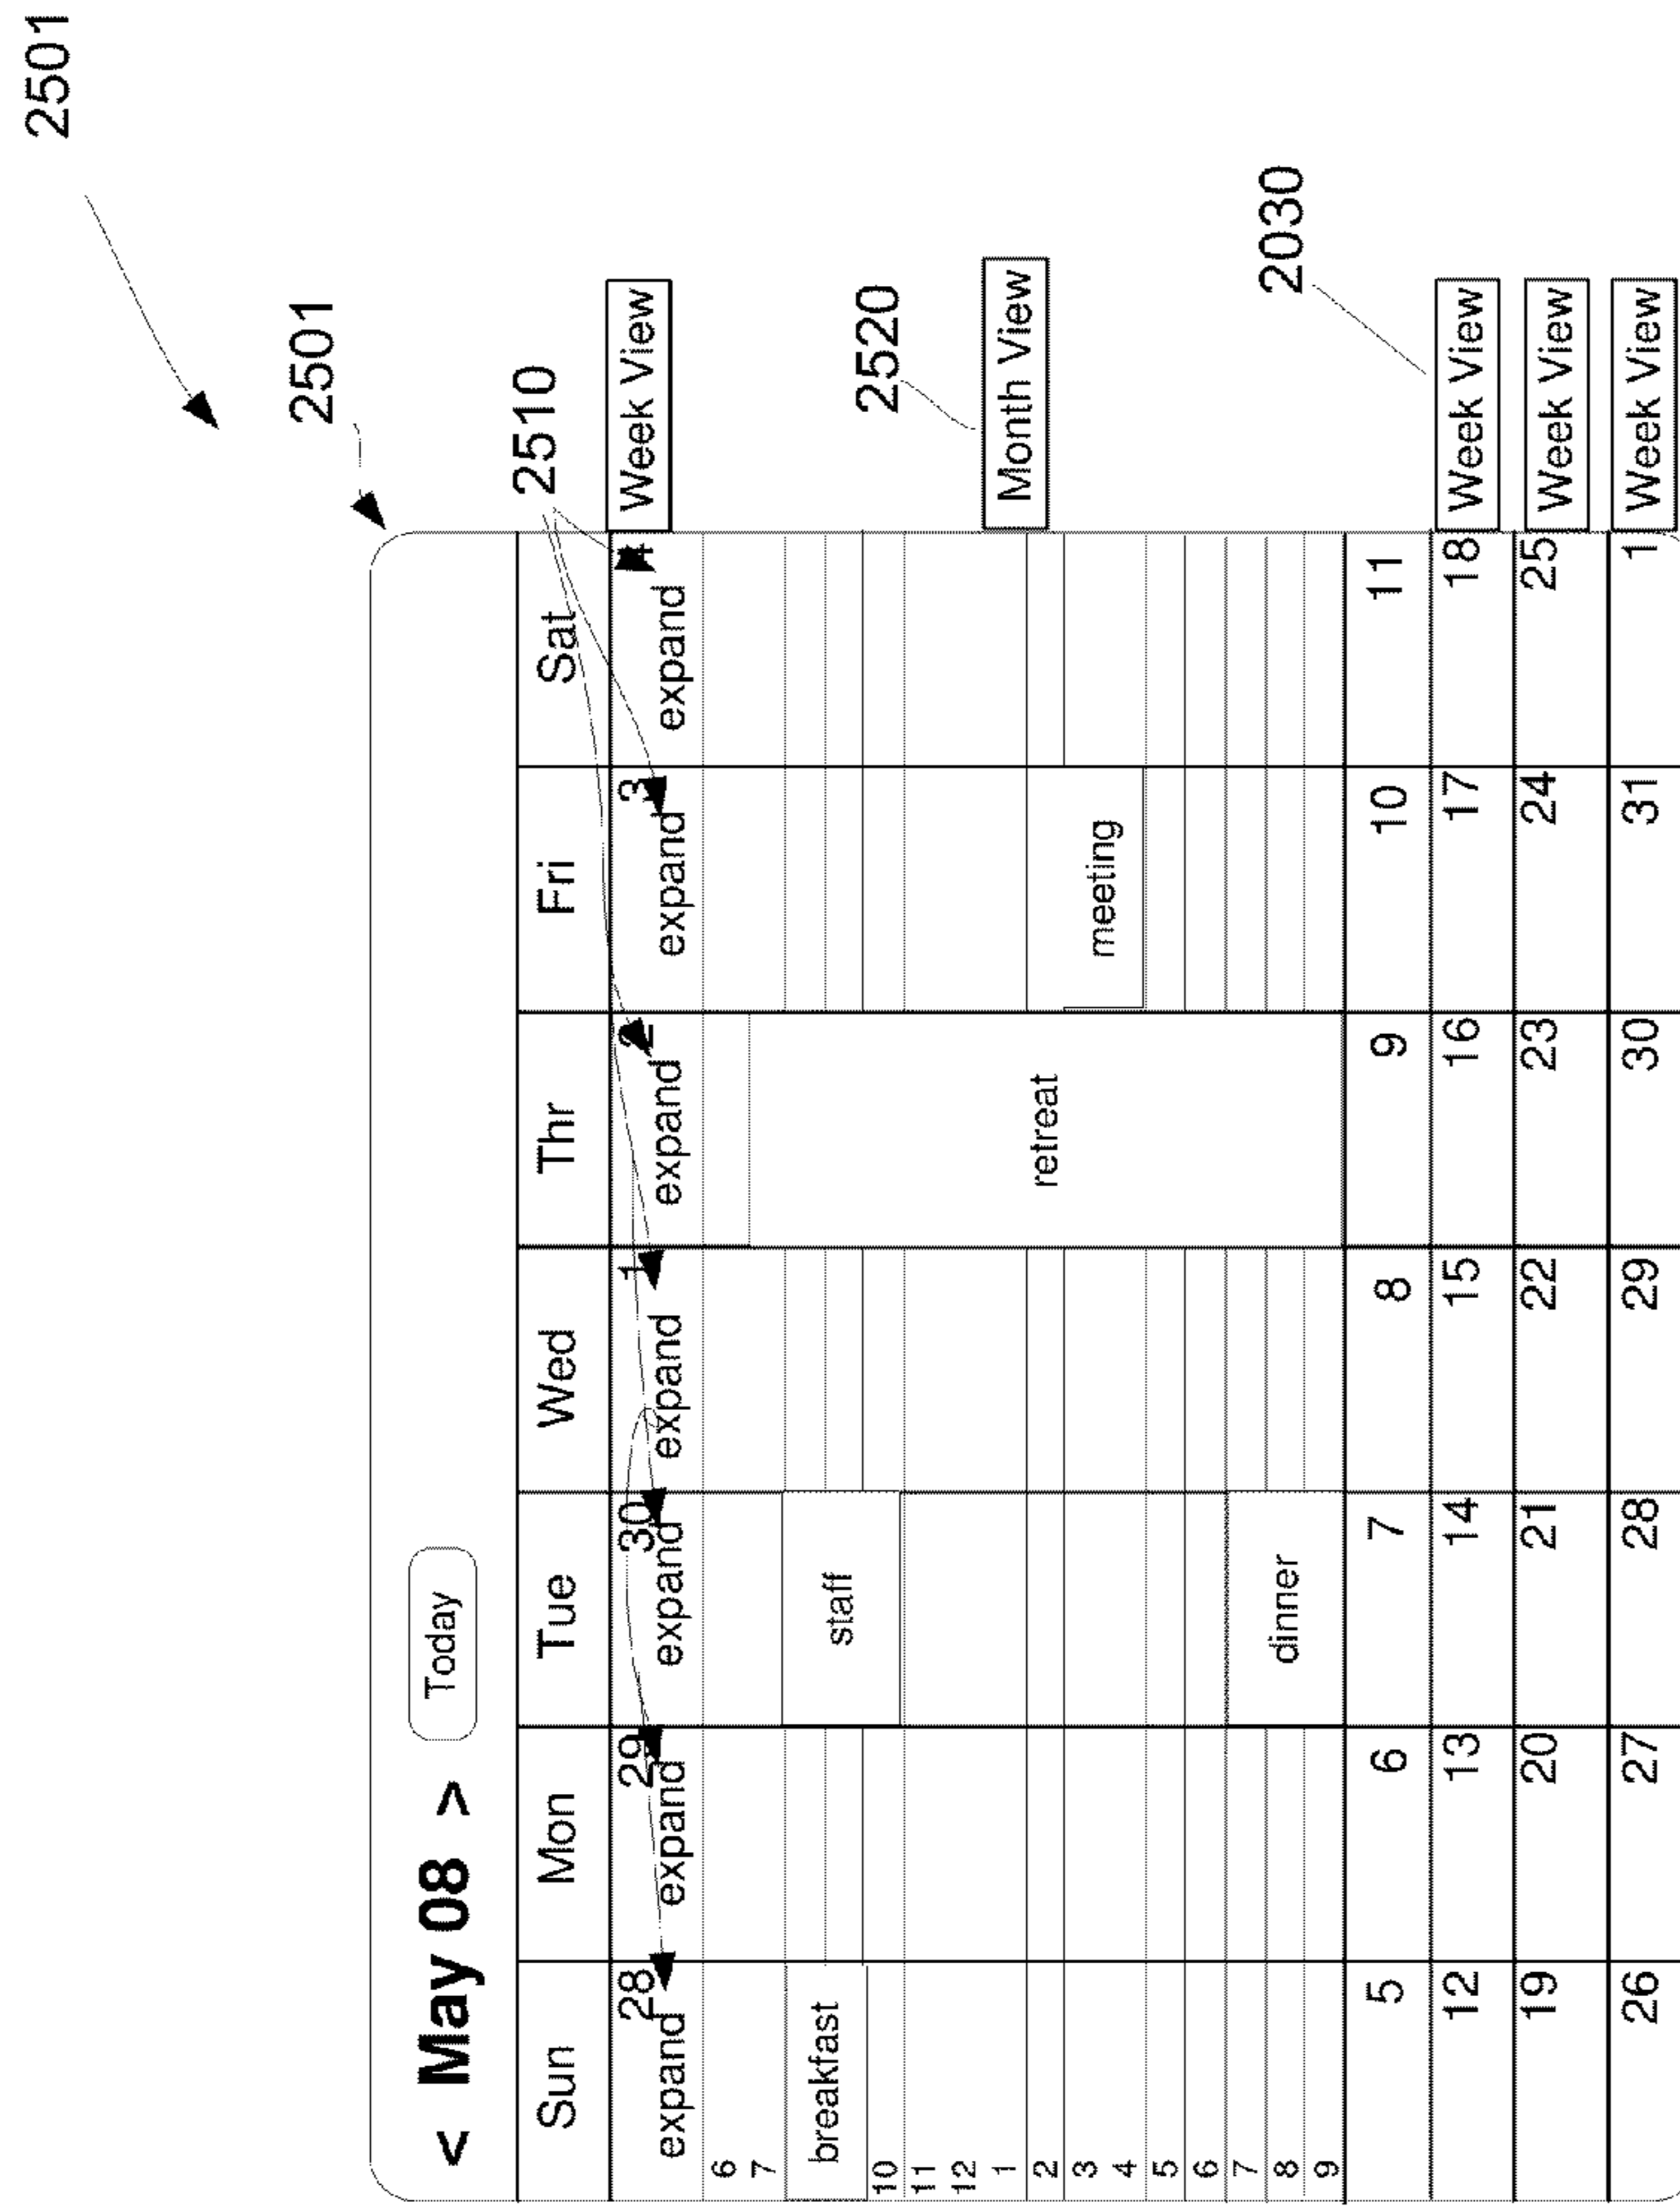 2501
2501
< May 08 > Today
2510
Sun Mon Tue Wed Thr Fri Sat
28 29 30 1 2 3 4 Week View
expand expand expand expand expand expand expand
6
7
breakfast staff
10
11
12
1
2 retreat Month View 2520
3
4 meeting
5
6
7
8 dinner
9
2030
5 6 7 8 9 10 11
12 13 14 15 16 17 18 Week View
19 20 21 22 23 24 25 Week View
26 27 28 29 30 31 1 Week View